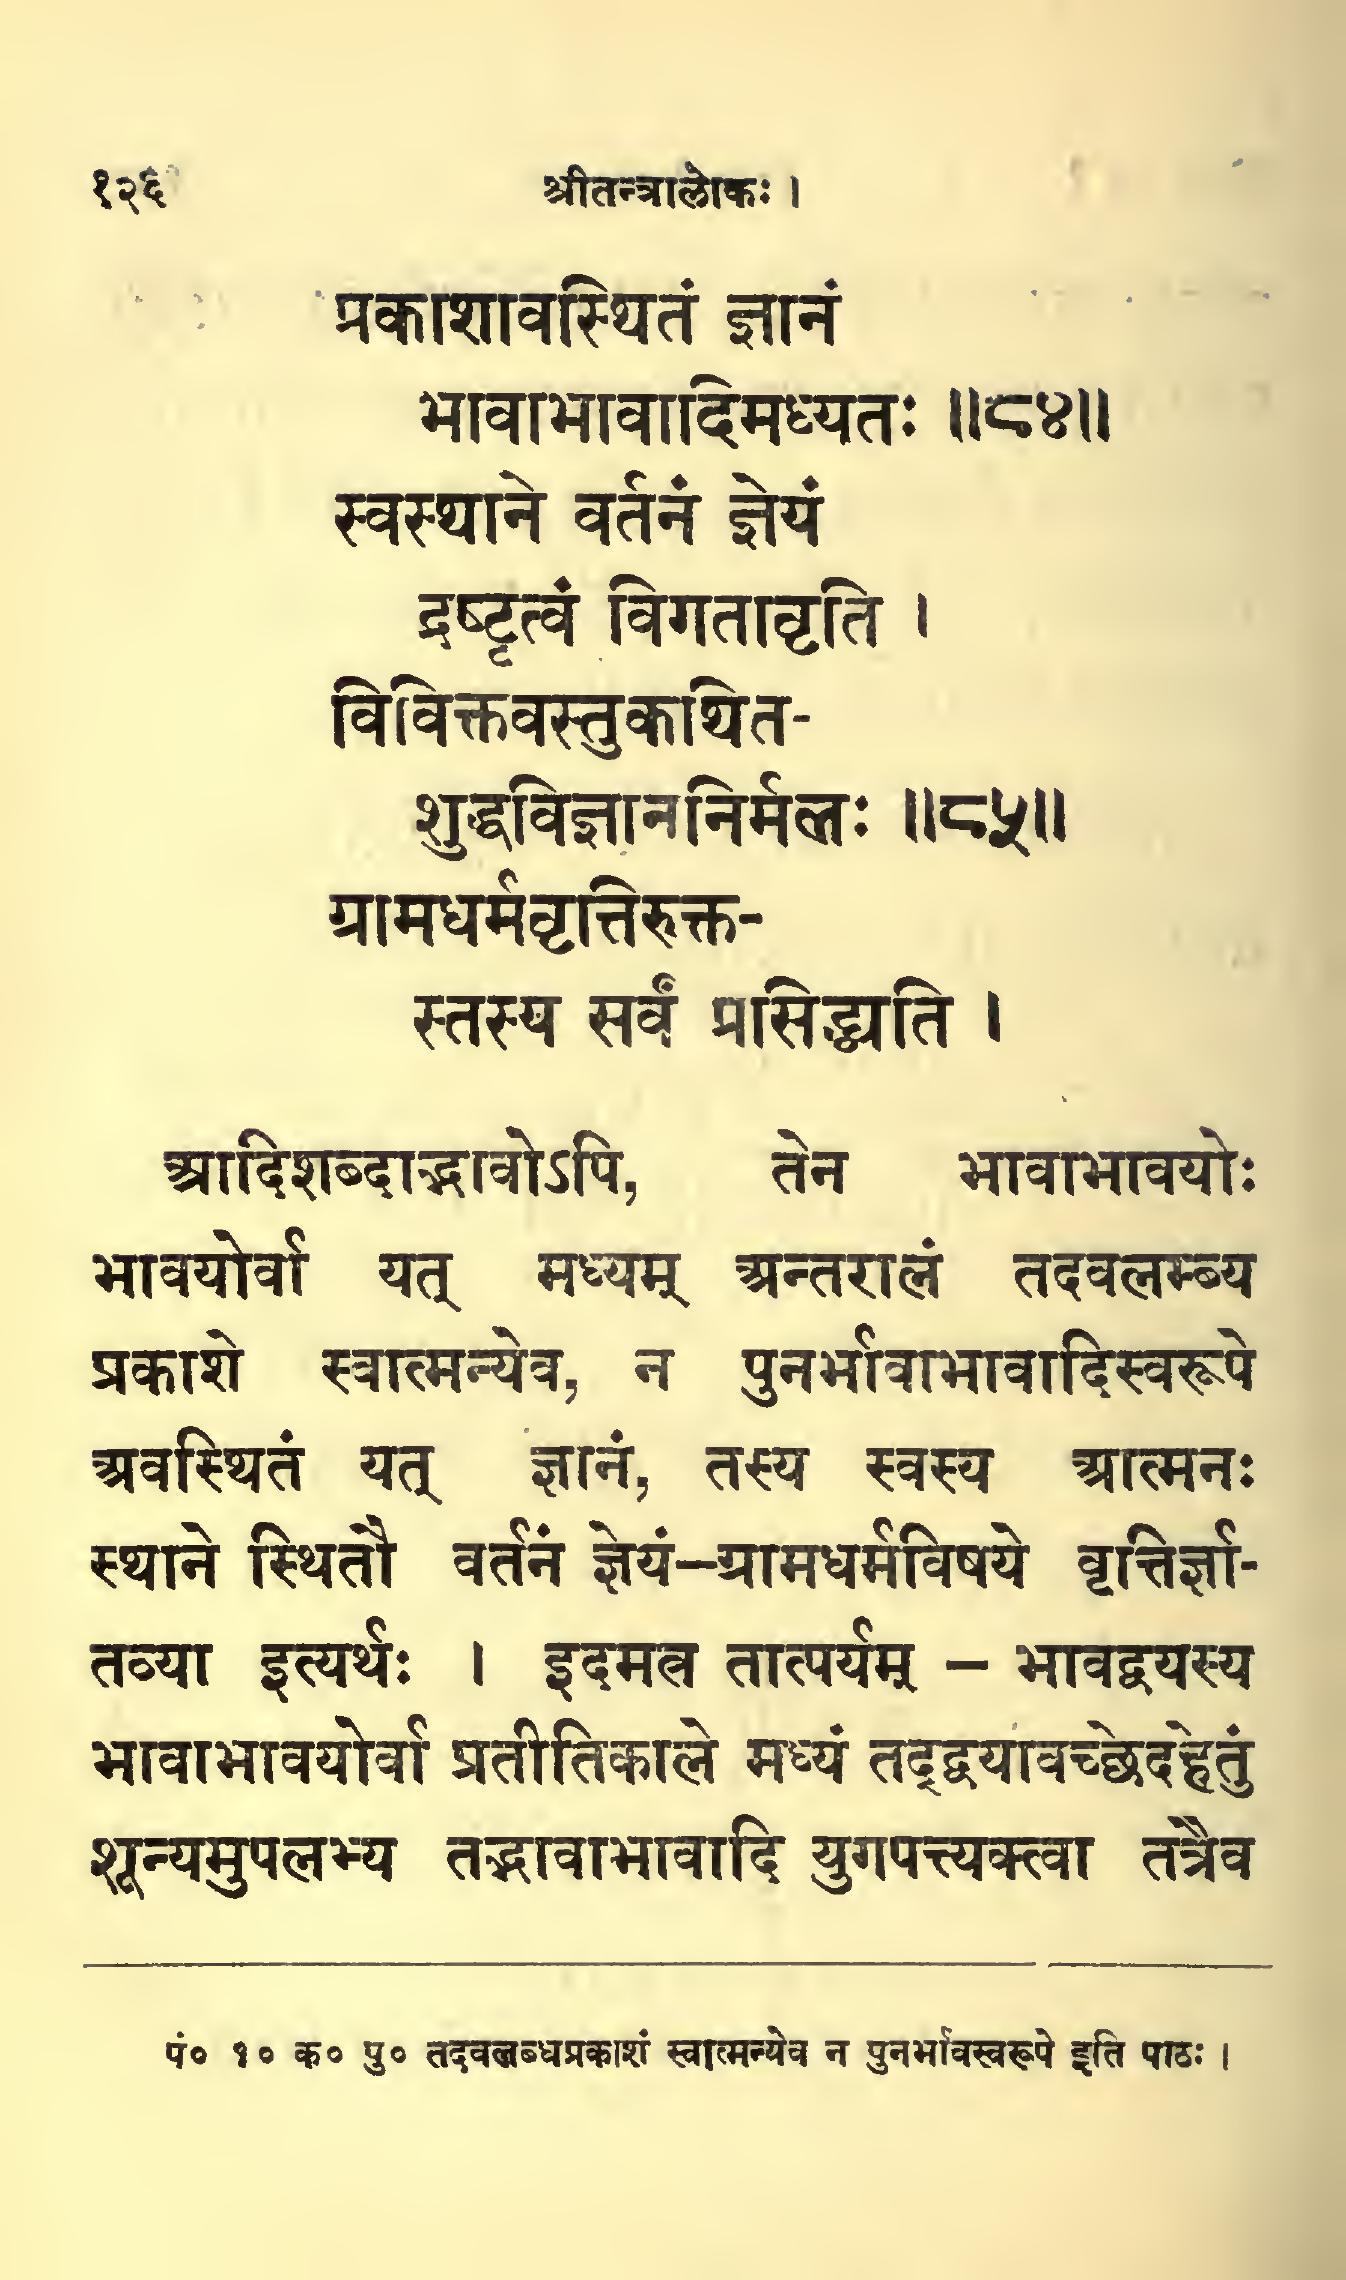 १२६ श्रीतन्त्रालोकः ।
प्रकाशावस्थितं ज्ञानं
भावाभावादिमध्यतः ॥८४॥
स्वस्थाने वर्तनं ज्ञेयं
द्रष्टृत्वं विगतावृति ।
विविक्तवस्तुकथित-
शुद्धविज्ञाननिर्मलः ॥८५॥
ग्रामधर्मवृत्तिरुक्त-
स्तस्य सर्वं प्रसिद्ध्यति ।
आदिशब्दाद्भावोऽपि, तेन भावाभावयोः
भावयोर्वा यत् मध्यम् अन्तरालं तदवलम्ब्य
प्रकाशे स्वात्मन्येव, न पुनर्भावाभावादिस्वरूपे
अवस्थितं यत् ज्ञानं, तस्य स्वस्य आत्मनः
स्थाने स्थितौ वर्तनं ज्ञेयं–ग्रामधर्मविषये वृत्तिर्ज्ञा-
तव्या इत्यर्थः । इदमत्र तात्पर्यम् – भावद्वयस्य
भावाभावयोर्वा प्रतीतिकाले मध्यं तद्द्वयावच्छेदहेतुं
शून्यमुपलभ्य तद्भावाभावादि युगपत्त्यक्त्वा तत्रैव
पं० १० क० पु० तदवलब्धप्रकाशं स्वात्मन्येव न पुनर्भावस्वरूपे इति पाठः ।